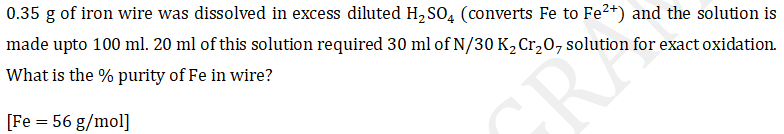 0.35 g of iron wire was dissolved in excess diluted H₂SO₄ (converts Fe to Fe²⁺) and the solution is
made upto 100 ml. 20 ml of this solution required 30 ml of N/30 K₂Cr₂O₇ solution for exact oxidation.
What is the % purity of Fe in wire?
[Fe = 56 g/mol]